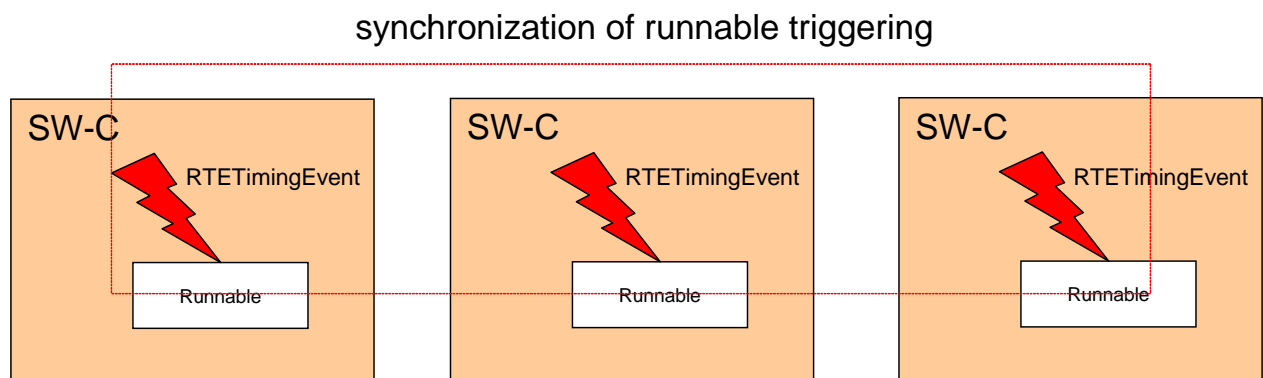 synchronization of runnable triggering
SW-C
RTETimingEvent
Runnable
SW-C
RTETimingEvent
Runnable
SW-C
RTETimingEvent
Runnable